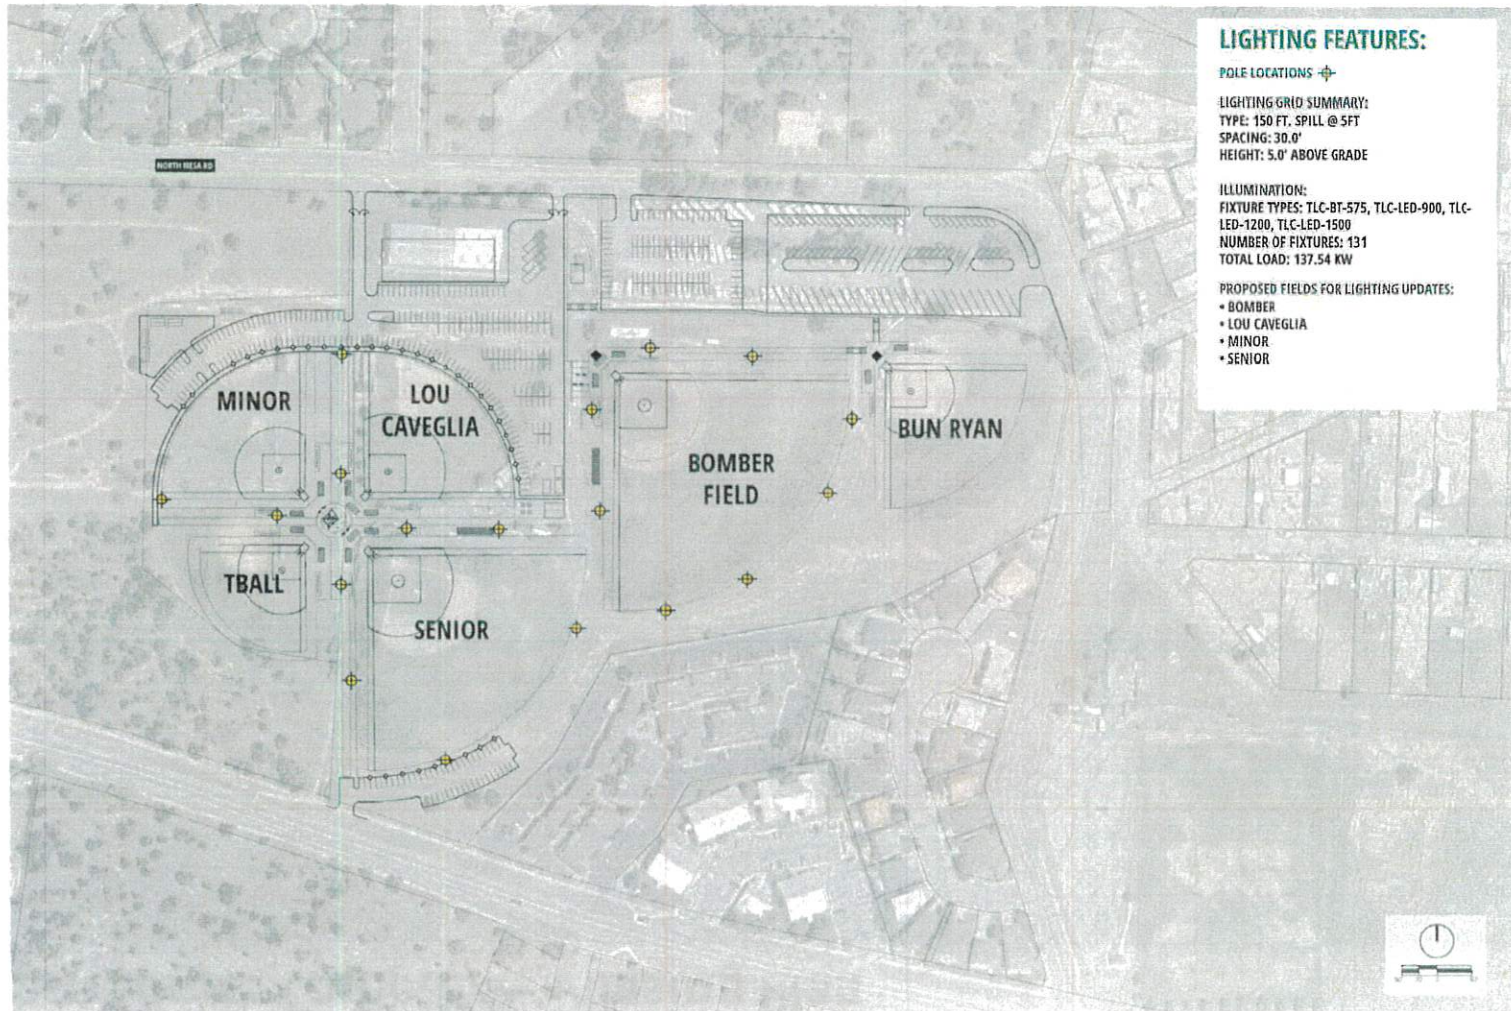 LIGHTING FEATURES:
POLE LOCATIONS
LIGHTING GRID SUMMARY:
TYPE: 150 FT. SPILL @ 5FT
SPACING: 30.0'
HEIGHT: 5.0' ABOVE GRADE
ILLUMINATION:
FIXTURE TYPES: TLC-BT-575, TLC-LED-900, TLC-
LED-1200, TLC-LED-1500
NUMBER OF FIXTURES: 131
TOTAL LOAD: 137.54 KW
PROPOSED FIELDS FOR LIGHTING UPDATES:
• BOMBER
• LOU CAVEGLIA
• MINOR
• SENIOR
NORTH MESA RD
MINOR
LOU
CAVEGLIA
BOMBER
FIELD
BUN RYAN
TBALL
SENIOR